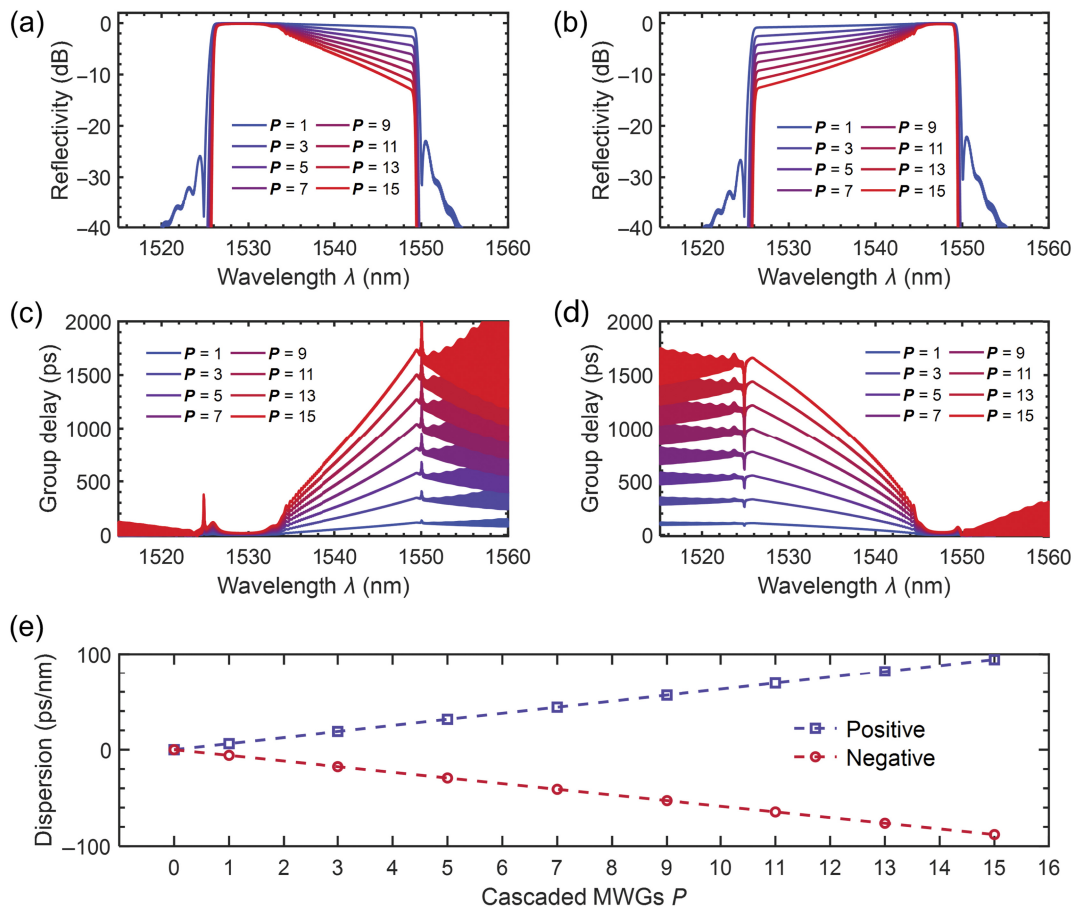 (a)
Reflectivity (dB)
0
−10
−20
−30
−40
P = 1
P = 3
P = 5
P = 7
P = 9
P = 11
P = 13
P = 15
1520 1530 1540 1550 1560
Wavelength λ (nm)
(b)
Reflectivity (dB)
0
−10
−20
−30
−40
P = 1
P = 3
P = 5
P = 7
P = 9
P = 11
P = 13
P = 15
1520 1530 1540 1550 1560
Wavelength λ (nm)
(c)
Group delay (ps)
2000
1500
1000
500
0
P = 1
P = 3
P = 5
P = 7
P = 9
P = 11
P = 13
P = 15
1520 1530 1540 1550 1560
Wavelength λ (nm)
(d)
Group delay (ps)
2000
1500
1000
500
0
P = 1
P = 3
P = 5
P = 7
P = 9
P = 11
P = 13
P = 15
1520 1530 1540 1550 1560
Wavelength λ (nm)
(e)
Dispersion (ps/nm)
100
0
−100
Positive
Negative
0 1 2 3 4 5 6 7 8 9 10 11 12 13 14 15 16
Cascaded MWGs P